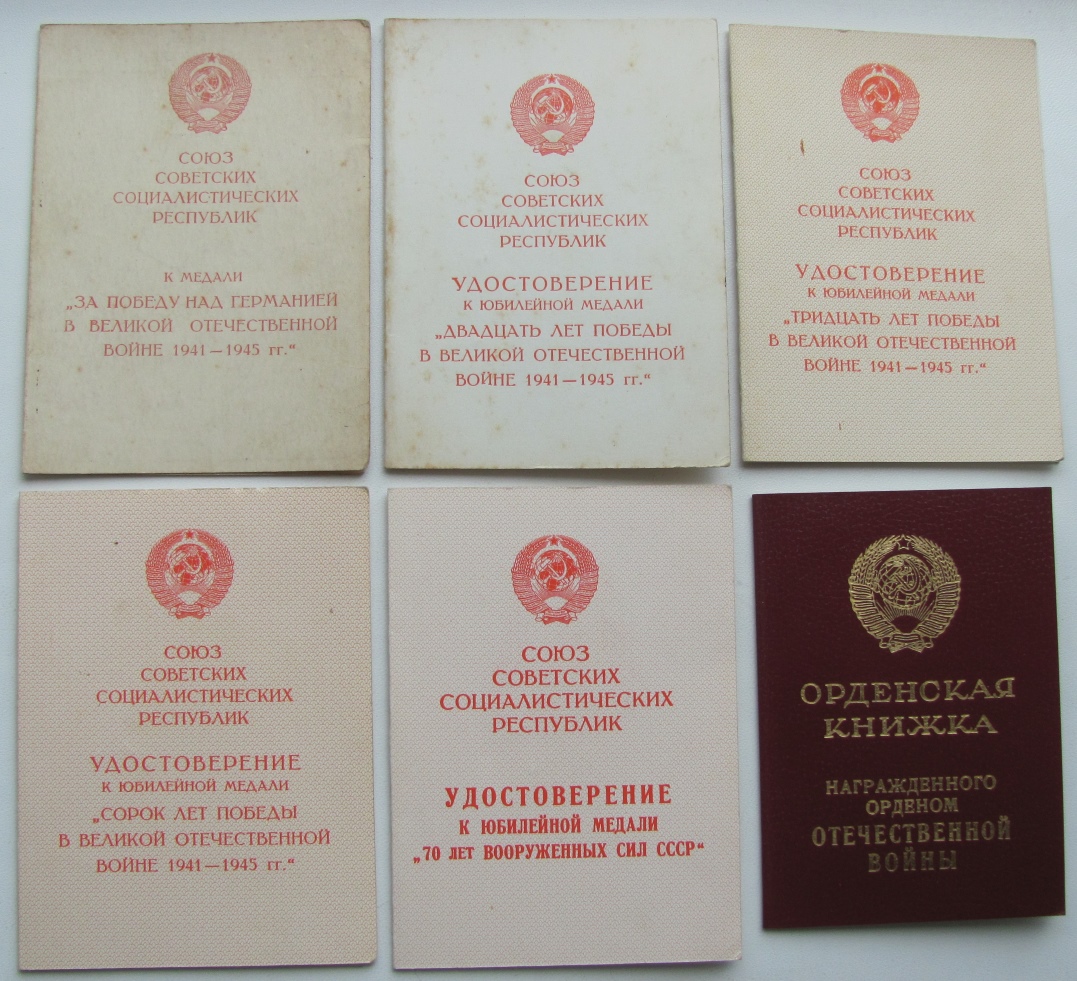 СОЮЗ
СОВЕТСКИХ
СОЦИАЛИСТИЧЕСКИХ
РЕСПУБЛИК
К МЕДАЛИ
„ЗА ПОБЕДУ НАД ГЕРМАНИЕЙ
В ВЕЛИКОЙ ОТЕЧЕСТВЕННОЙ
ВОЙНЕ 1941—1945 гг.“
СОЮЗ
СОВЕТСКИХ
СОЦИАЛИСТИЧЕСКИХ
РЕСПУБЛИК
УДОСТОВЕРЕНИЕ
К ЮБИЛЕЙНОЙ МЕДАЛИ
„ДВАДЦАТЬ ЛЕТ ПОБЕДЫ
В ВЕЛИКОЙ ОТЕЧЕСТВЕННОЙ
ВОЙНЕ 1941—1945 гг.“
СОЮЗ
СОВЕТСКИХ
СОЦИАЛИСТИЧЕСКИХ
РЕСПУБЛИК
УДОСТОВЕРЕНИЕ
К ЮБИЛЕЙНОЙ МЕДАЛИ
„ТРИДЦАТЬ ЛЕТ ПОБЕДЫ
В ВЕЛИКОЙ ОТЕЧЕСТВЕННОЙ
ВОЙНЕ 1941—1945 гг.“
СОЮЗ
СОВЕТСКИХ
СОЦИАЛИСТИЧЕСКИХ
РЕСПУБЛИК
УДОСТОВЕРЕНИЕ
К ЮБИЛЕЙНОЙ МЕДАЛИ
„СОРОК ЛЕТ ПОБЕДЫ
В ВЕЛИКОЙ ОТЕЧЕСТВЕННОЙ
ВОЙНЕ 1941—1945 гг.“
СОЮЗ
СОВЕТСКИХ
СОЦИАЛИСТИЧЕСКИХ
РЕСПУБЛИК
УДОСТОВЕРЕНИЕ
К ЮБИЛЕЙНОЙ МЕДАЛИ
„70 ЛЕТ ВООРУЖЕННЫХ СИЛ СССР“
ОРДЕНСКАЯ
КНИЖКА
НАГРАЖДЕННОГО
ОРДЕНОМ
ОТЕЧЕСТВЕННОЙ
ВОЙНЫ